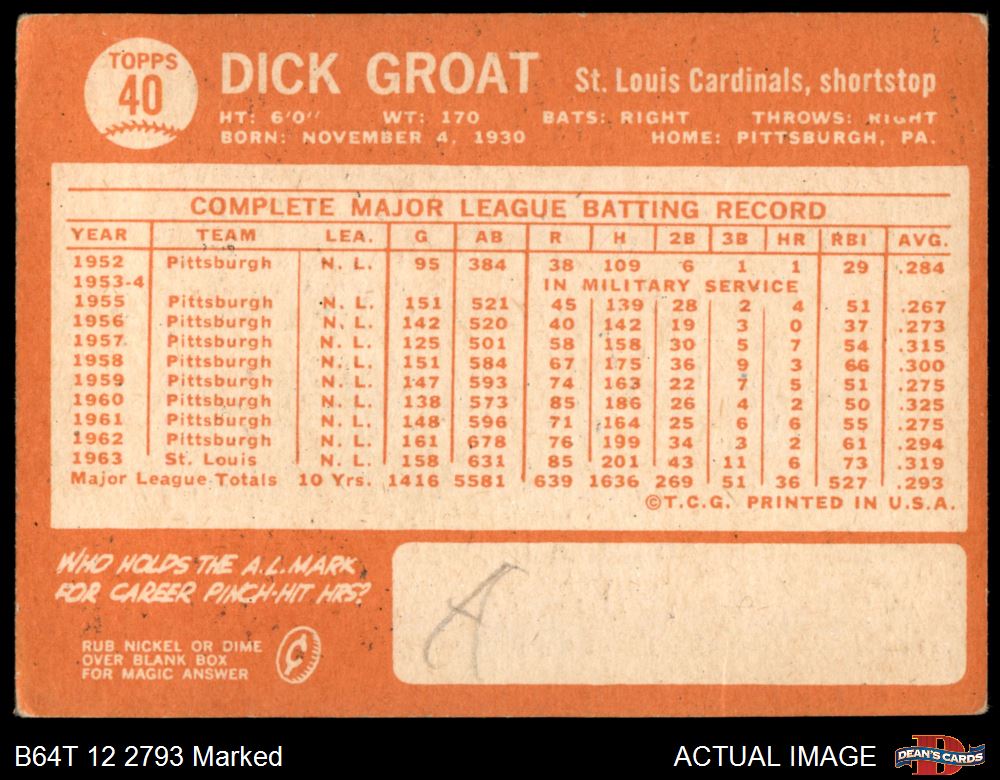 TOPPS
40
DICK GROAT St. Louis Cardinals, shortstop
HT: 6'0" WT: 170 BATS: RIGHT THROWS: RIGHT
BORN: NOVEMBER 4, 1930 HOME: PITTSBURGH, PA.
COMPLETE MAJOR LEAGUE BATTING RECORD
YEAR TEAM LEA. G AB R H 2B 3B HR RBI AVG.
1952 Pittsburgh N. L. 95 384 38 109 6 1 1 29 .284
1953-4 IN MILITARY SERVICE
1955 Pittsburgh N. L. 151 521 45 139 28 2 4 51 .267
1956 Pittsburgh N. L. 142 520 40 142 19 3 0 37 .273
1957 Pittsburgh N. L. 125 501 58 158 30 5 7 54 .315
1958 Pittsburgh N. L. 151 584 67 175 36 9 3 66 .300
1959 Pittsburgh N. L. 147 593 74 163 22 7 5 51 .275
1960 Pittsburgh N. L. 138 573 85 186 26 4 2 50 .325
1961 Pittsburgh N. L. 148 596 71 164 25 6 6 55 .275
1962 Pittsburgh N. L. 161 678 76 199 34 3 2 61 .294
1963 St. Louis N. L. 158 631 85 201 43 11 6 73 .319
Major League Totals 10 Yrs. 1416 5581 639 1636 269 51 36 527 .293
©T.C.G. PRINTED IN U.S.A.
WHO HOLDS THE A.L. MARK
FOR CAREER PINCH-HIT HRS?
RUB NICKEL OR DIME
OVER BLANK BOX
FOR MAGIC ANSWER
A
B64T 12 2793 Marked ACTUAL IMAGE DEAN'S CARDS